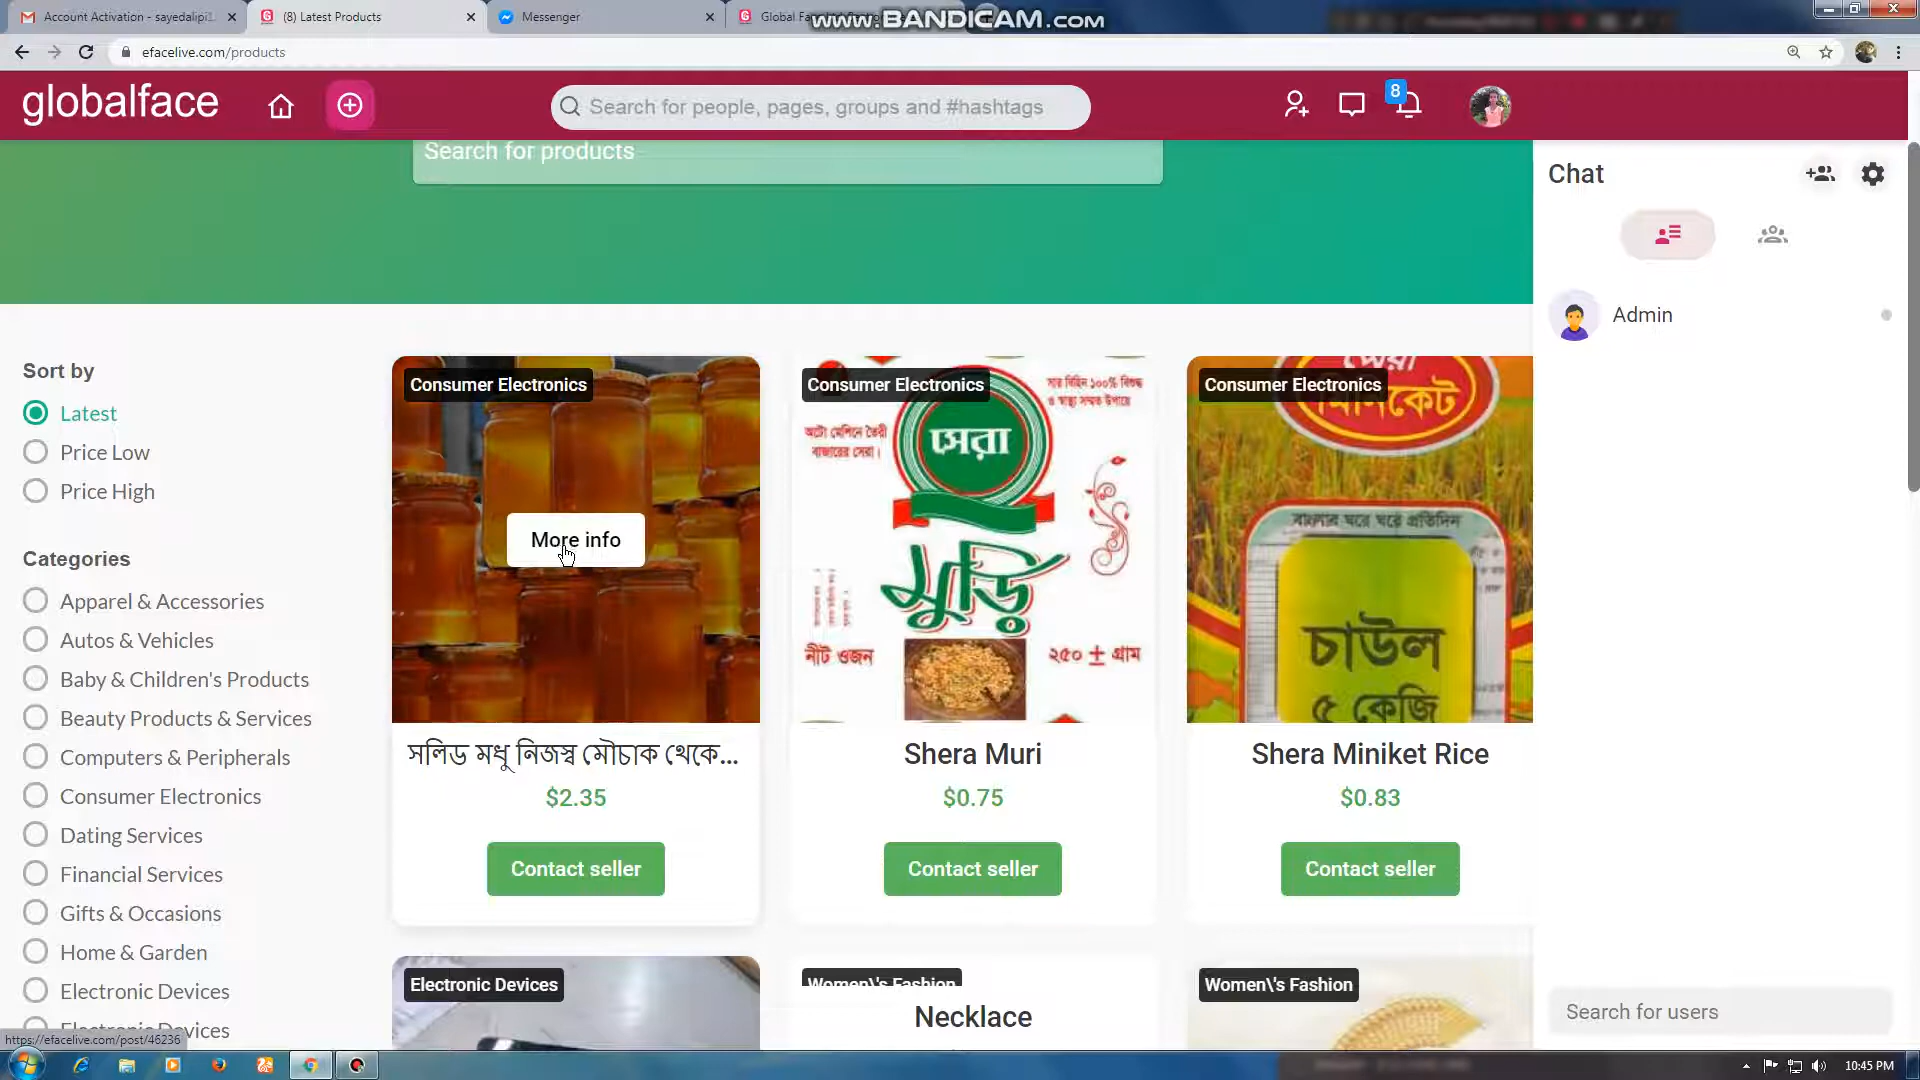 Account Activation - sayedalipi1
(8) Latest Products
Messenger
www.BANDICAM.com
efacelive.com/products
globalface
Search for people, pages, groups and #hashtags
8
Search for products
Chat
Admin
Sort by
Latest
Price Low
Price High
Categories
Apparel & Accessories
Autos & Vehicles
Baby & Children's Products
Beauty Products & Services
Computers & Peripherals
Consumer Electronics
Dating Services
Financial Services
Gifts & Occasions
Home & Garden
Electronic Devices
Electronic Devices
Consumer Electronics
More info
সলিড মধু নিজস্ব মৌচাক থেকে...
$2.35
Contact seller
Consumer Electronics
সেরা
মুড়ি
নীট ওজন
২৫০ ± গ্রাম
Shera Muri
$0.75
Contact seller
Consumer Electronics
বাংলার ঘরে ঘরে প্রতিদিন
চাউল
৫ কেজি
Shera Miniket Rice
$0.83
Contact seller
Electronic Devices
Women\'s Fashion
Necklace
Women\'s Fashion
Search for users
https://efacelive.com/post/46236
10:45 PM